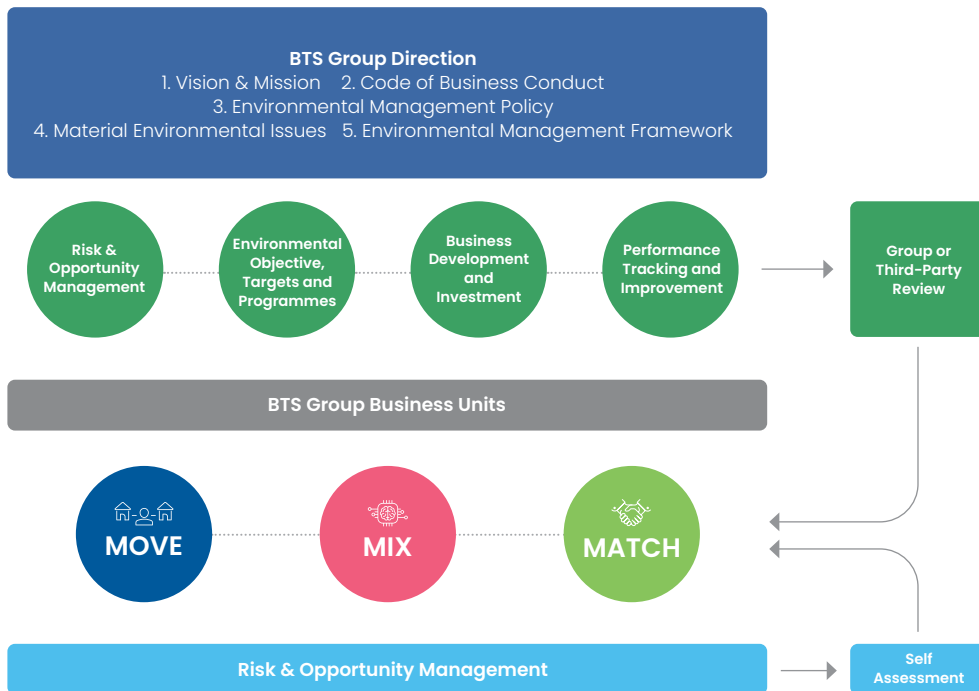 BTS Group Direction
1. Vision & Mission 2. Code of Business Conduct
3. Environmental Management Policy
4. Material Environmental Issues 5. Environmental Management Framework
Risk &
Opportunity
Management
Environmental
Objective,
Targets and
Programmes
Business
Development
and
Investment
Performance
Tracking and
Improvement
Group or
Third-Party
Review
BTS Group Business Units
MOVE
MIX
MATCH
Risk & Opportunity Management
Self
Assessment